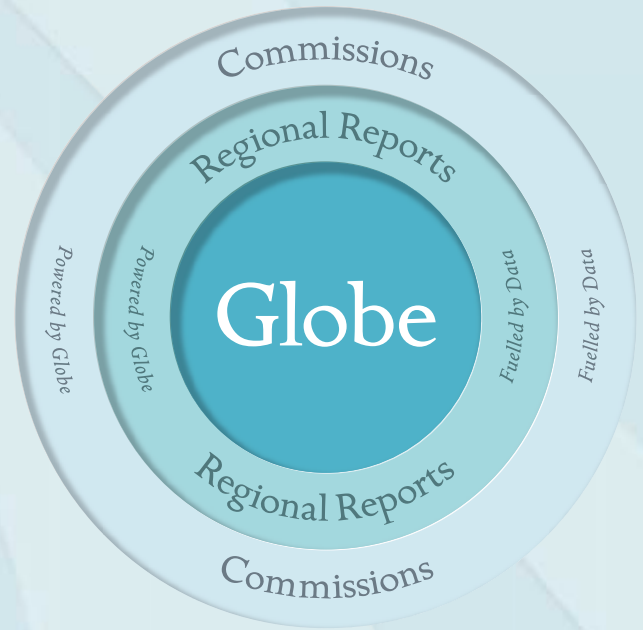 Commissions
Regional Reports
Powered by Globe
Powered by Globe
Globe
Fuelled by Data
Fuelled by Data
Regional Reports
Commissions